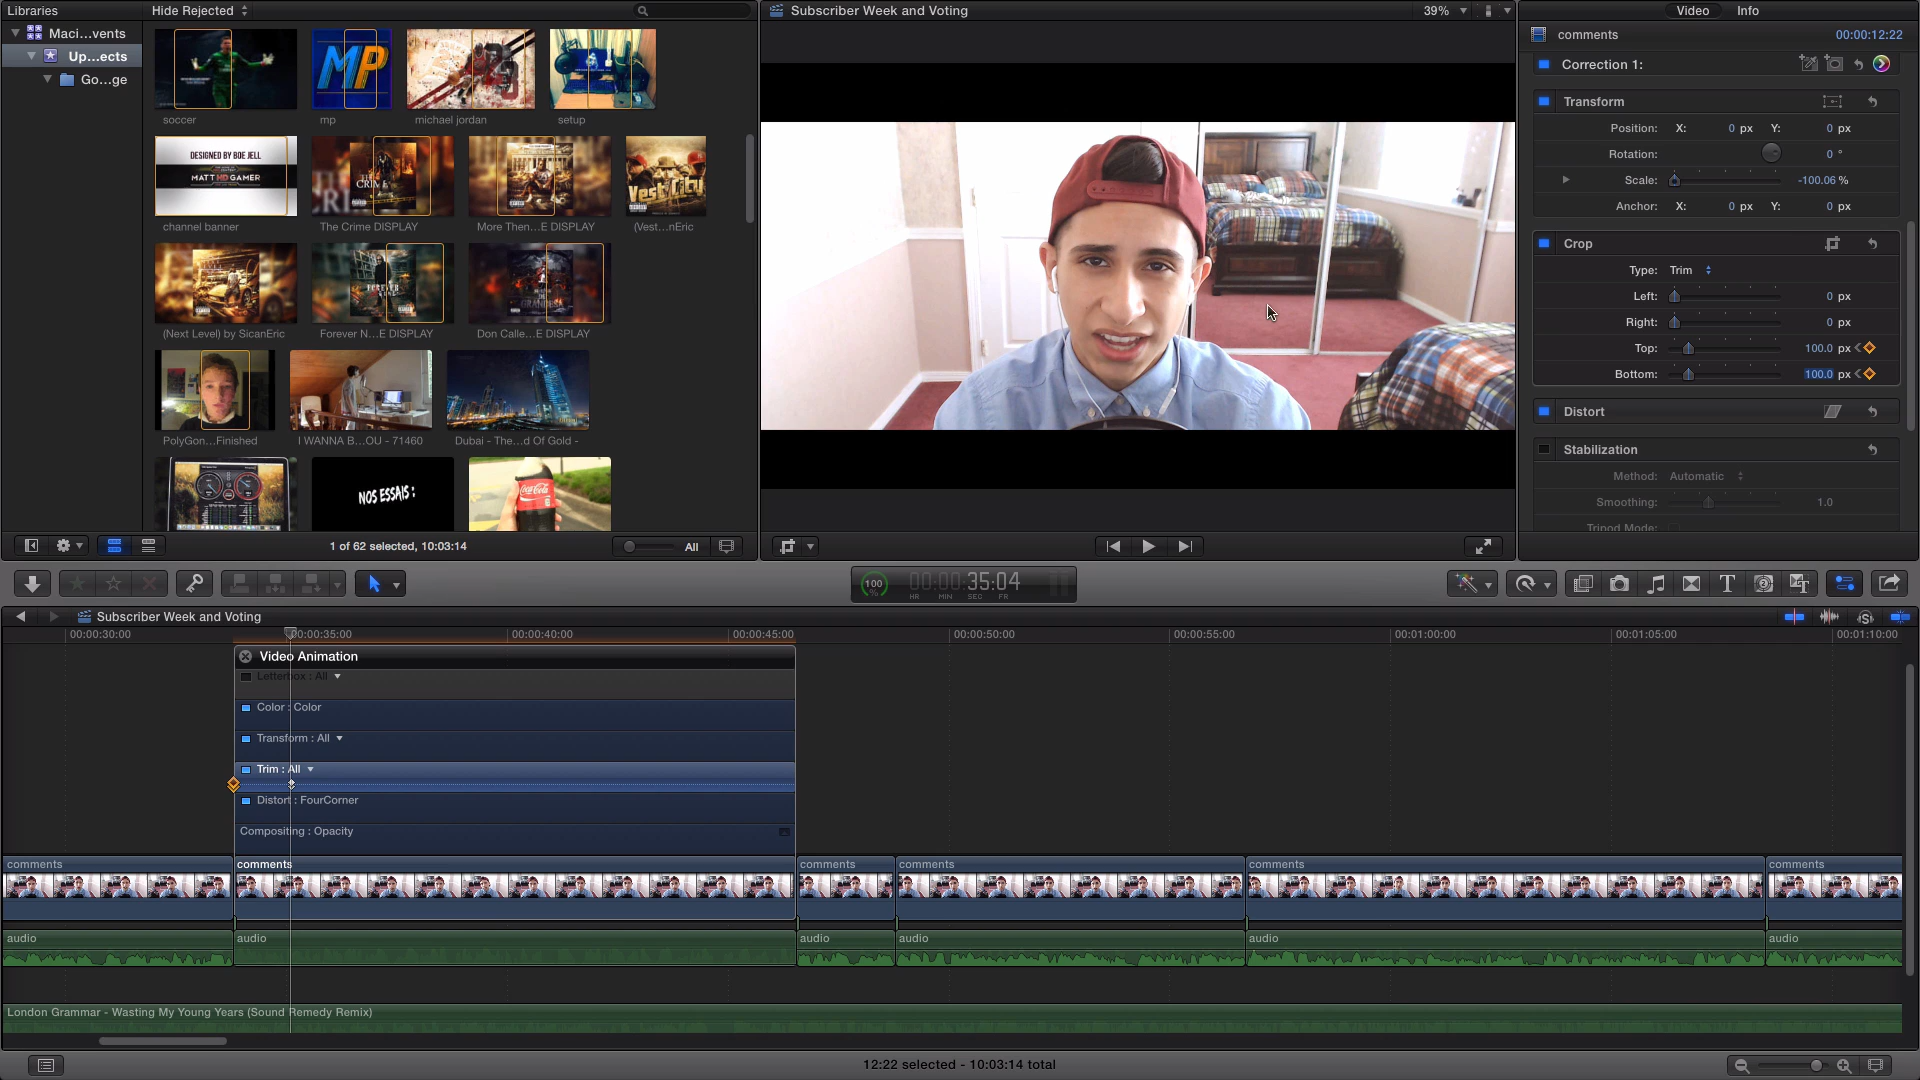 Libraries
Hide Rejected
Maci...vents
Up...ects
Go...ge
soccer
mp
michael jordan
setup
DESIGNED BY BOE JELL
MATT HD GAMER
channel banner
The Crime DISPLAY
More Then...E DISPLAY
Vest City
(Vest...nEric
(Next Level) by SicanEric
Forever N...E DISPLAY
Don Calle...E DISPLAY
PolyGon...Finished
I WANNA B...OU - 71460
Dubai - The...d Of Gold -
NOS ESSAIS :
Coca-Cola
1 of 62 selected, 10:03:14
All
Subscriber Week and Voting
39%
Video
Info
comments
00:00:12:22
Correction 1:
Transform
Position: X: 0 px Y: 0 px
Rotation: 0 °
Scale: -100.06 %
Anchor: X: 0 px Y: 0 px
Crop
Type: Trim
Left: 0 px
Right: 0 px
Top: 100.0 px
Bottom: 100.0 px
Distort
Stabilization
Method: Automatic
Smoothing: 1.0
Tripod Mode:
100 %
00:00:35:04
HR MIN SEC FR
Subscriber Week and Voting
00:00:30:00 00:00:35:00 00:00:40:00 00:00:45:00 00:00:50:00 00:00:55:00 00:01:00:00 00:01:05:00 00:01:10:00
Video Animation
Letterbox : All
Color : Color
Transform : All
Trim : All
Distort : FourCorner
Compositing : Opacity
comments comments comments comments comments comments
audio audio audio audio audio audio
London Grammar - Wasting My Young Years (Sound Remedy Remix)
12:22 selected - 10:03:14 total